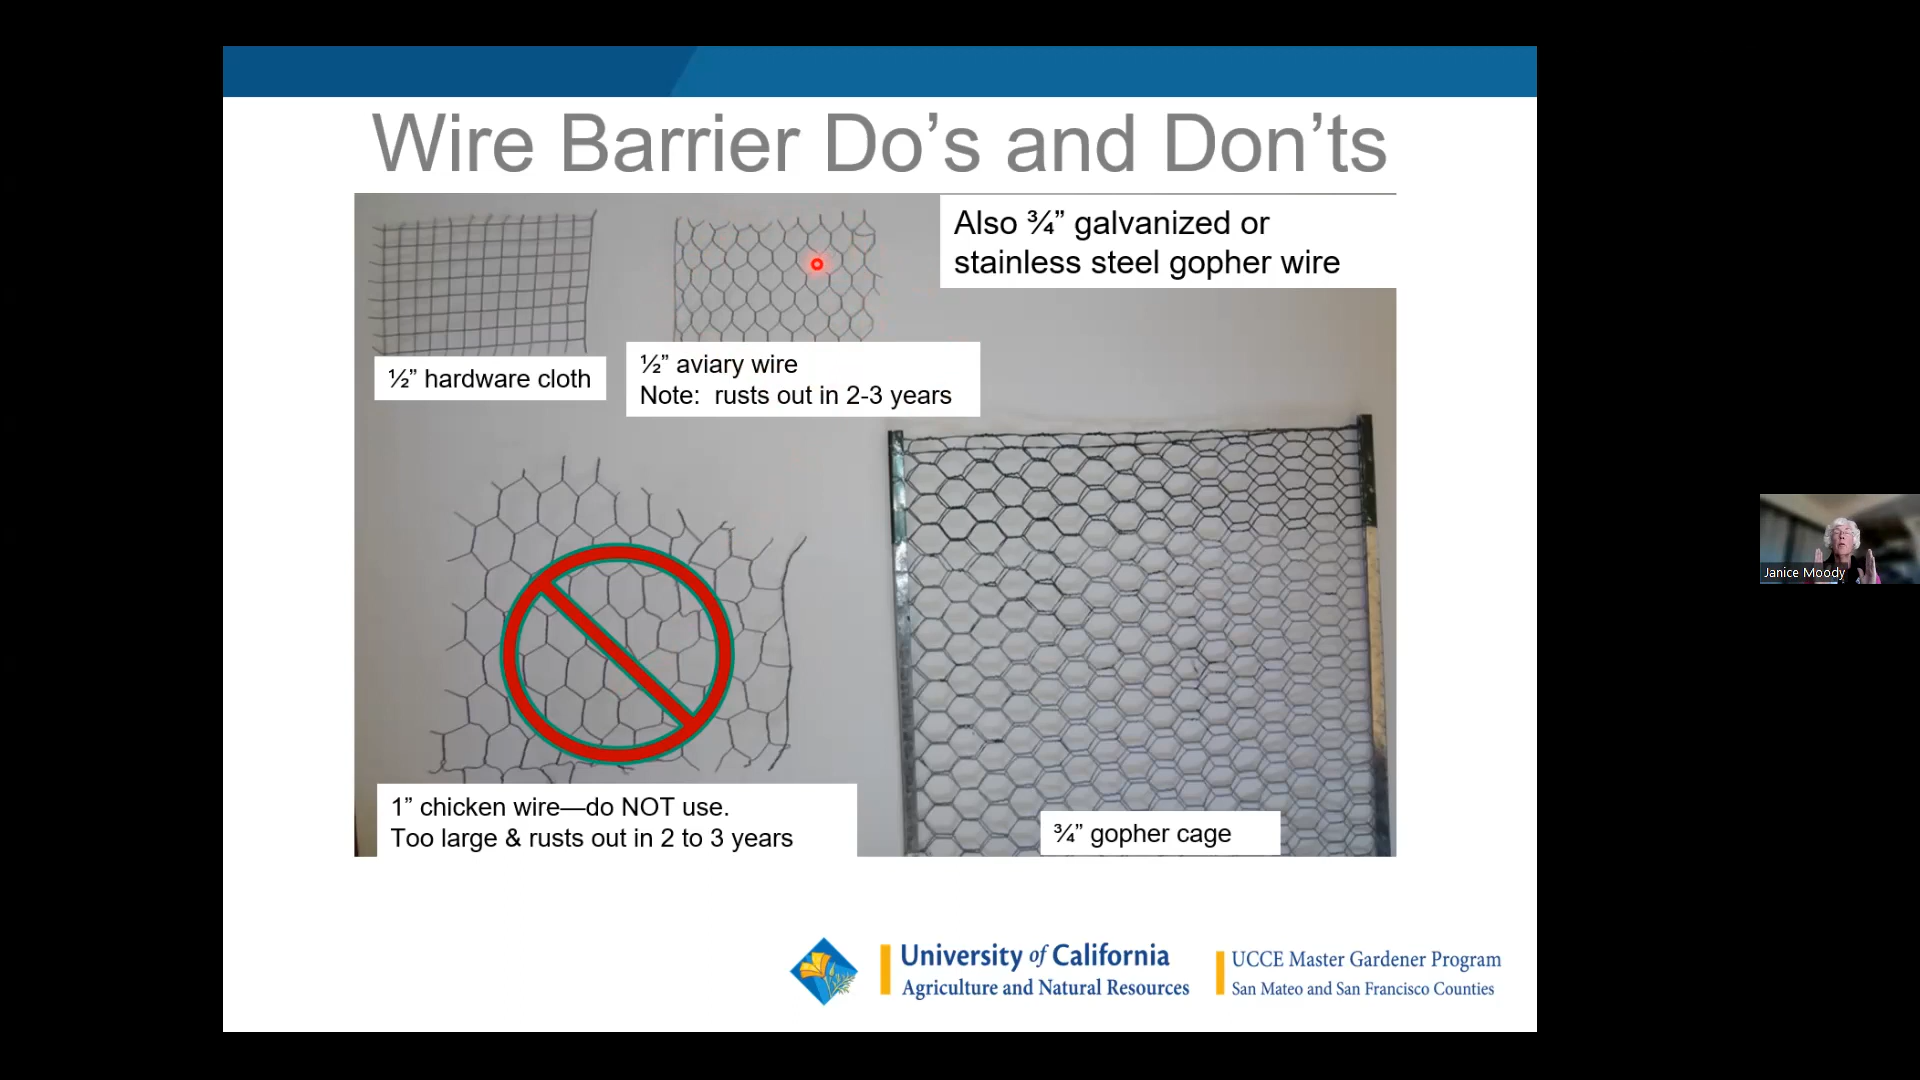 Wire Barrier Do’s and Don’ts
Also ¾” galvanized or
stainless steel gopher wire
½” hardware cloth
½” aviary wire
Note:  rusts out in 2-3 years
1” chicken wire—do NOT use.
Too large & rusts out in 2 to 3 years
¾” gopher cage
University of California
Agriculture and Natural Resources
UCCE Master Gardener Program
San Mateo and San Francisco Counties
Janice Moody